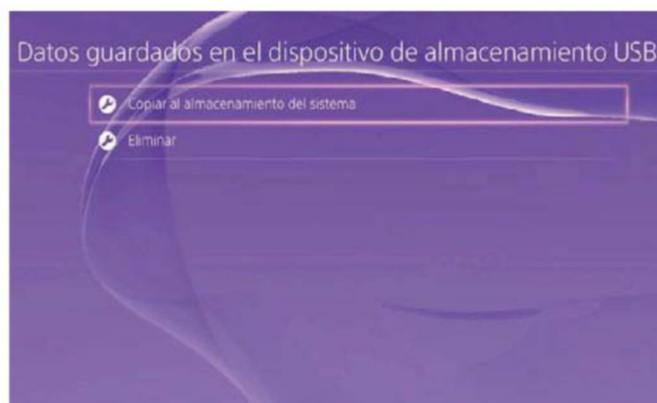 Datos guardados en el dispositivo de almacenamiento USB
Copiar al almacenamiento del sistema
Eliminar